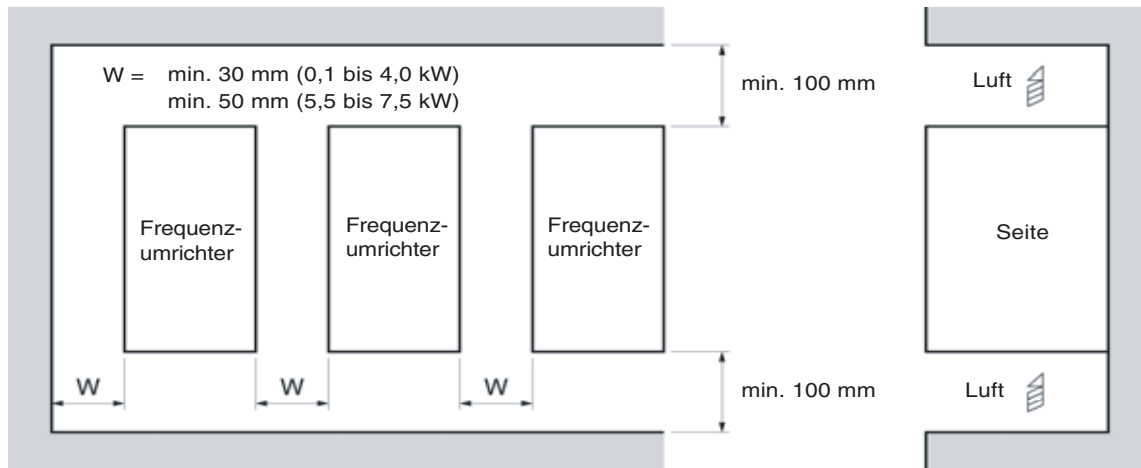 W = min. 30 mm (0,1 bis 4,0 kW)
min. 50 mm (5,5 bis 7,5 kW)
min. 100 mm
Luft
Frequenz-
umrichter
Frequenz-
umrichter
Frequenz-
umrichter
Seite
W
W
W
min. 100 mm
Luft